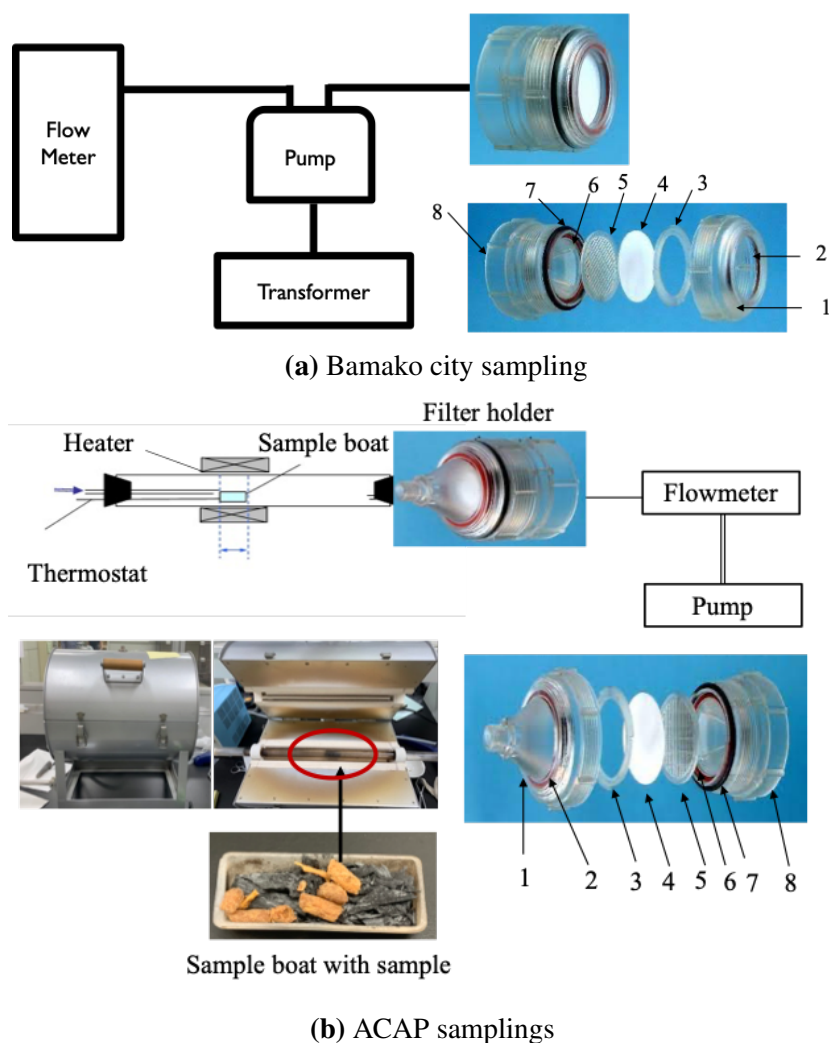 Flow
Meter
Pump
Transformer
8
7
6
5
4
3
2
1
(a) Bamako city sampling
Filter holder
Heater
Sample boat
Thermostat
Flowmeter
Pump
1
2
3
4
5
6
7
8
Sample boat with sample
(b) ACAP samplings